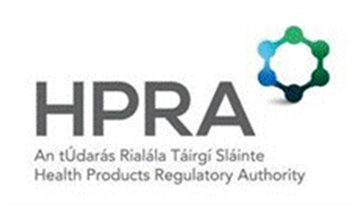 HPRA
An tÚdarás Rialála Táirgí Sláinte
Health Products Regulatory Authority